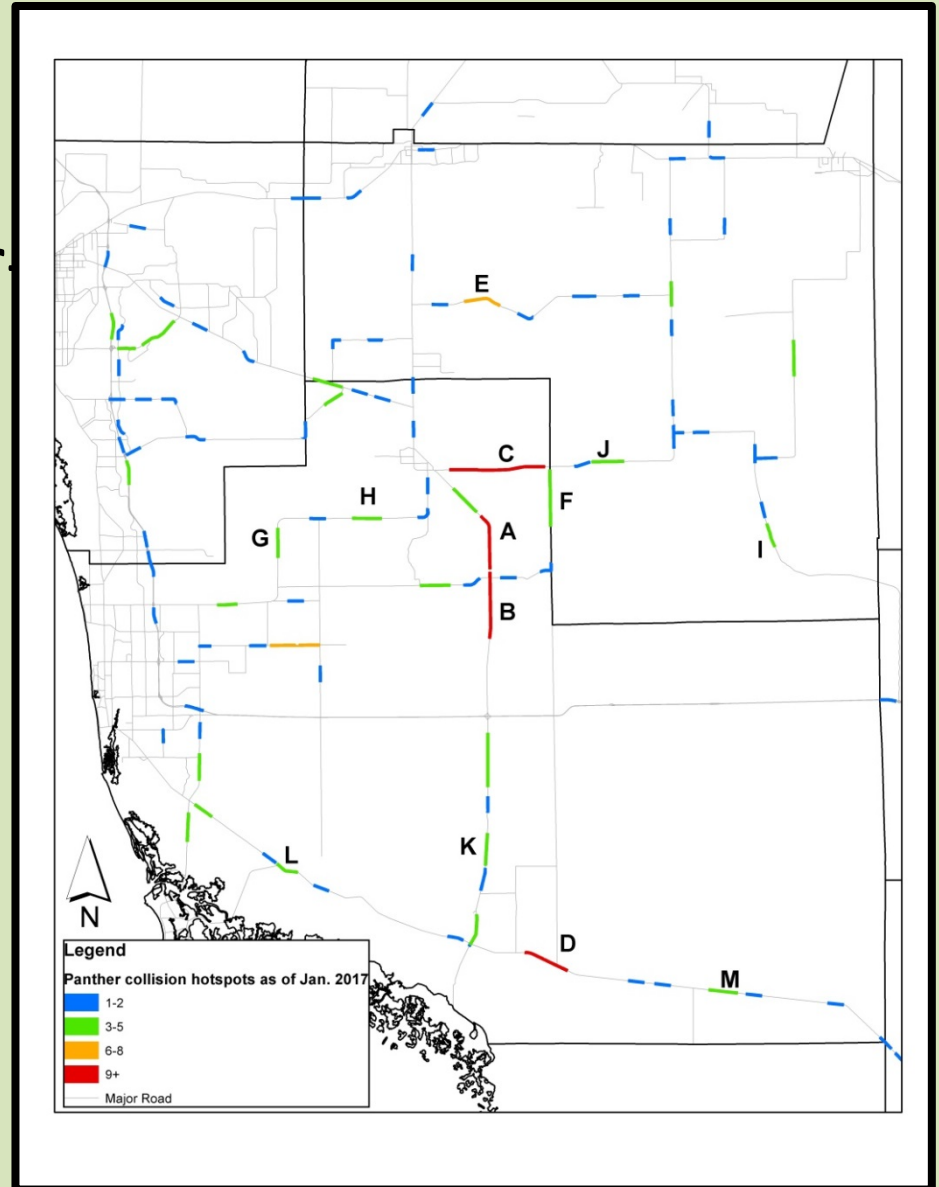 E
C
J
H
F
A
G
I
B
K
L
N
D
M
Legend
Panther collision hotspots as of Jan. 2017
1-2
3-5
6-8
9+
Major Road